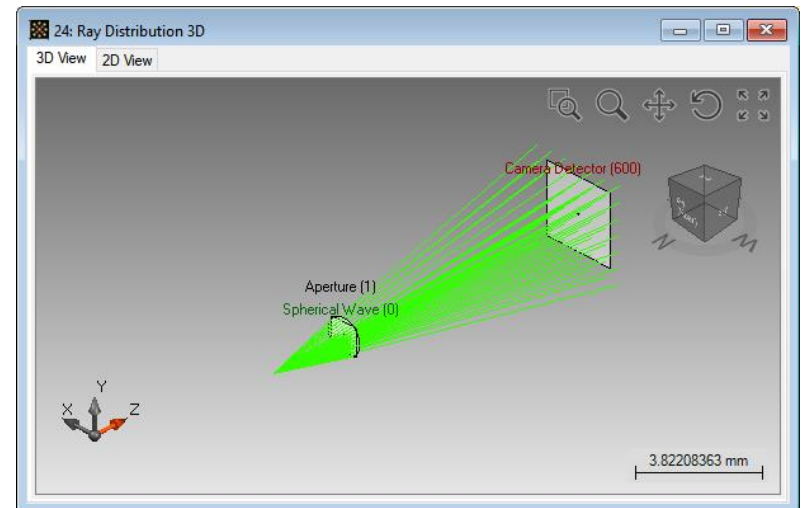 24: Ray Distribution 3D
3D View 2D View
Camera Detector (600)
Aperture (1)
Spherical Wave (0)
Y
X Z
3.82208363 mm